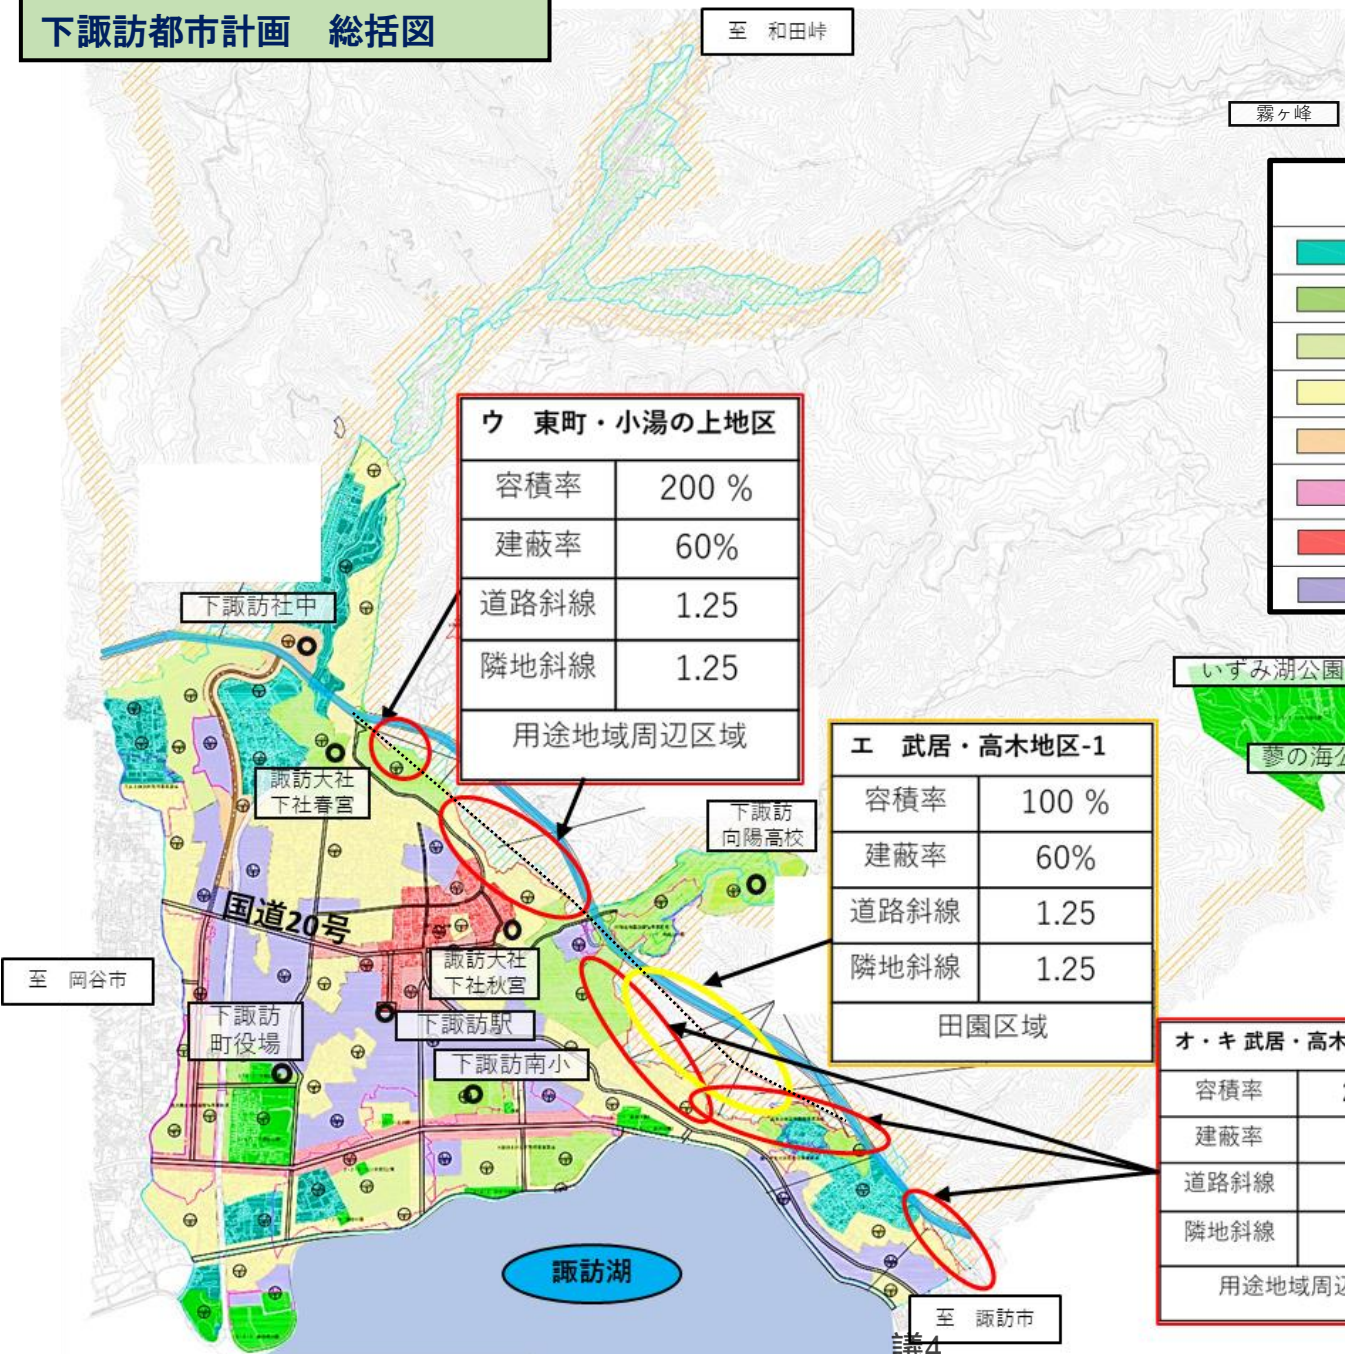 下諏訪都市計画　総括図
至　和田峠
霧ヶ峰
ウ　東町・小湯の上地区
容積率 200 %
建蔽率 60%
道路斜線 1.25
隣地斜線 1.25
用途地域周辺区域
下諏訪社中
いずみ湖公園
蓼の海公
諏訪大社
下社春宮
下諏訪
向陽高校
エ　武居・高木地区-1
容積率 100 %
建蔽率 60%
道路斜線 1.25
隣地斜線 1.25
田園区域
国道20号
諏訪大社
下社秋宮
至　岡谷市
下諏訪
町役場
下諏訪駅
下諏訪南小
オ・キ 武居・高木
容積率
建蔽率
道路斜線
隣地斜線
用途地域周辺
諏訪湖
至　諏訪市
議4